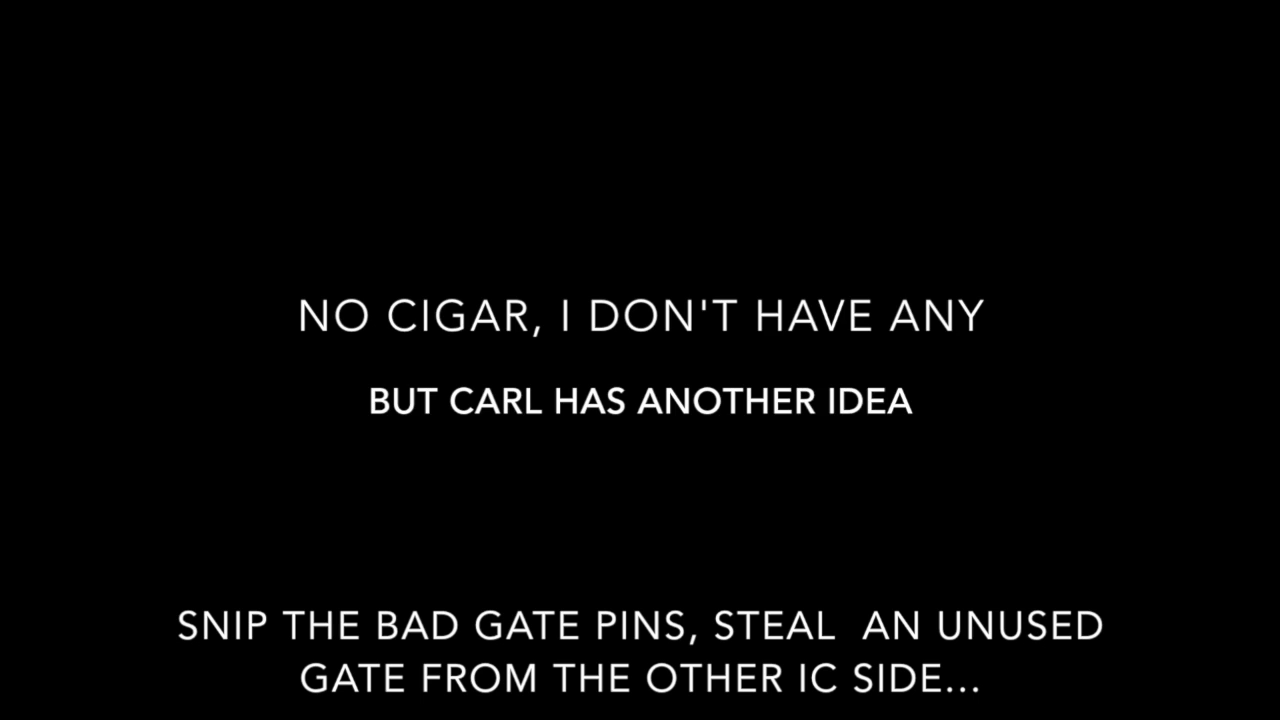 NO CIGAR, I DON'T HAVE ANY
BUT CARL HAS ANOTHER IDEA
SNIP THE BAD GATE PINS, STEAL  AN UNUSED
GATE FROM THE OTHER IC SIDE...